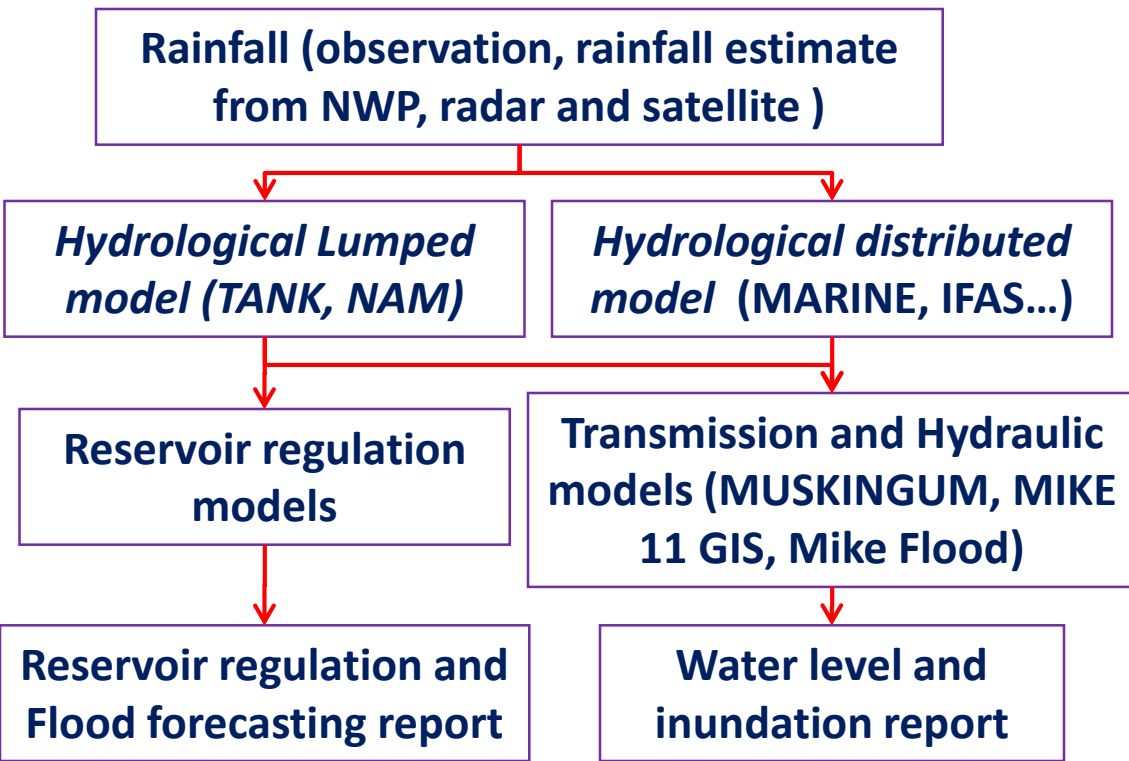 Rainfall (observation, rainfall estimate
from NWP, radar and satellite )
Hydrological Lumped
model (TANK, NAM)
Hydrological distributed
model (MARINE, IFAS...)
Reservoir regulation
models
Transmission and Hydraulic
models (MUSKINGUM, MIKE
11 GIS, Mike Flood)
Reservoir regulation and
Flood forecasting report
Water level and
inundation report